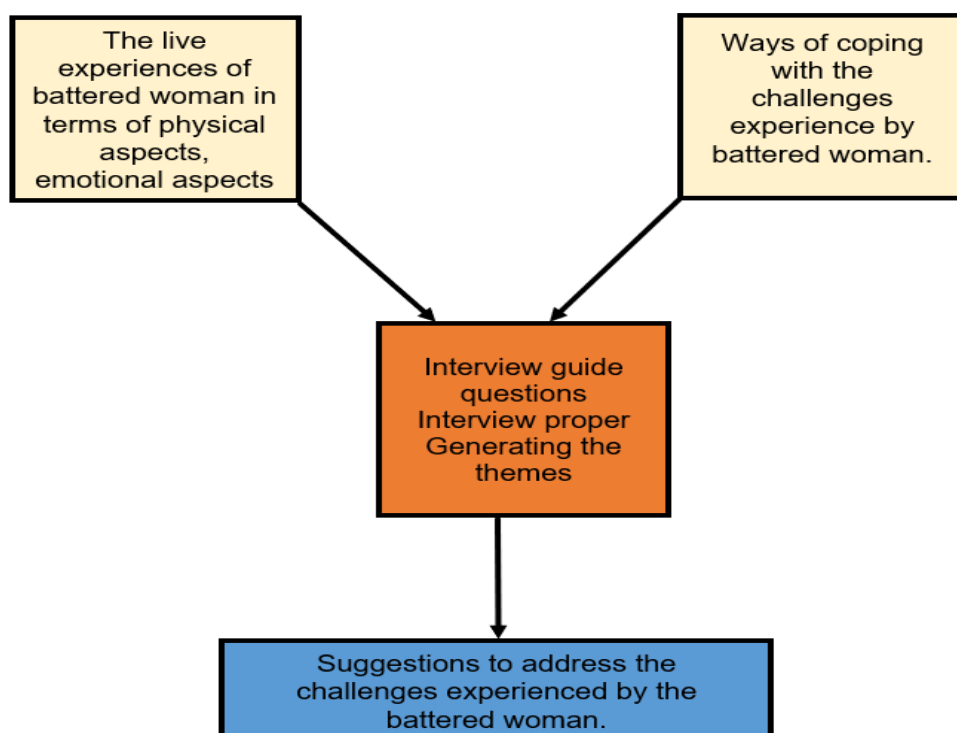 The live
experiences of
battered woman in
terms of physical
aspects,
emotional aspects
Ways of coping
with the
challenges
experience by
battered woman.
Interview guide
questions
Interview proper
Generating the
themes
Suggestions to address the
challenges experienced by the
battered woman.